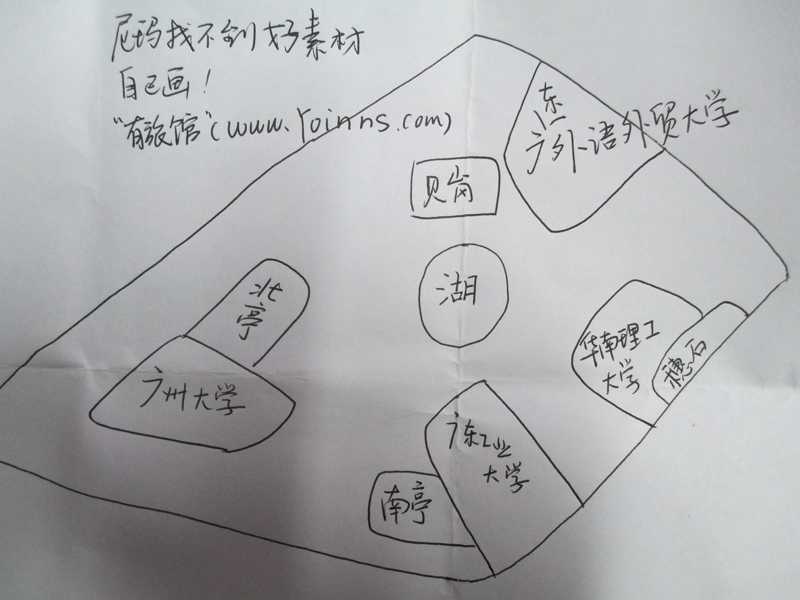 尼玛找不到好素材
自己画！
"有旅馆"(www.Yoinns.com)
广东外语外贸大学
贝岗
湖
北亭
广州大学
华南理工
大学
穗石
广东工业
大学
南亭